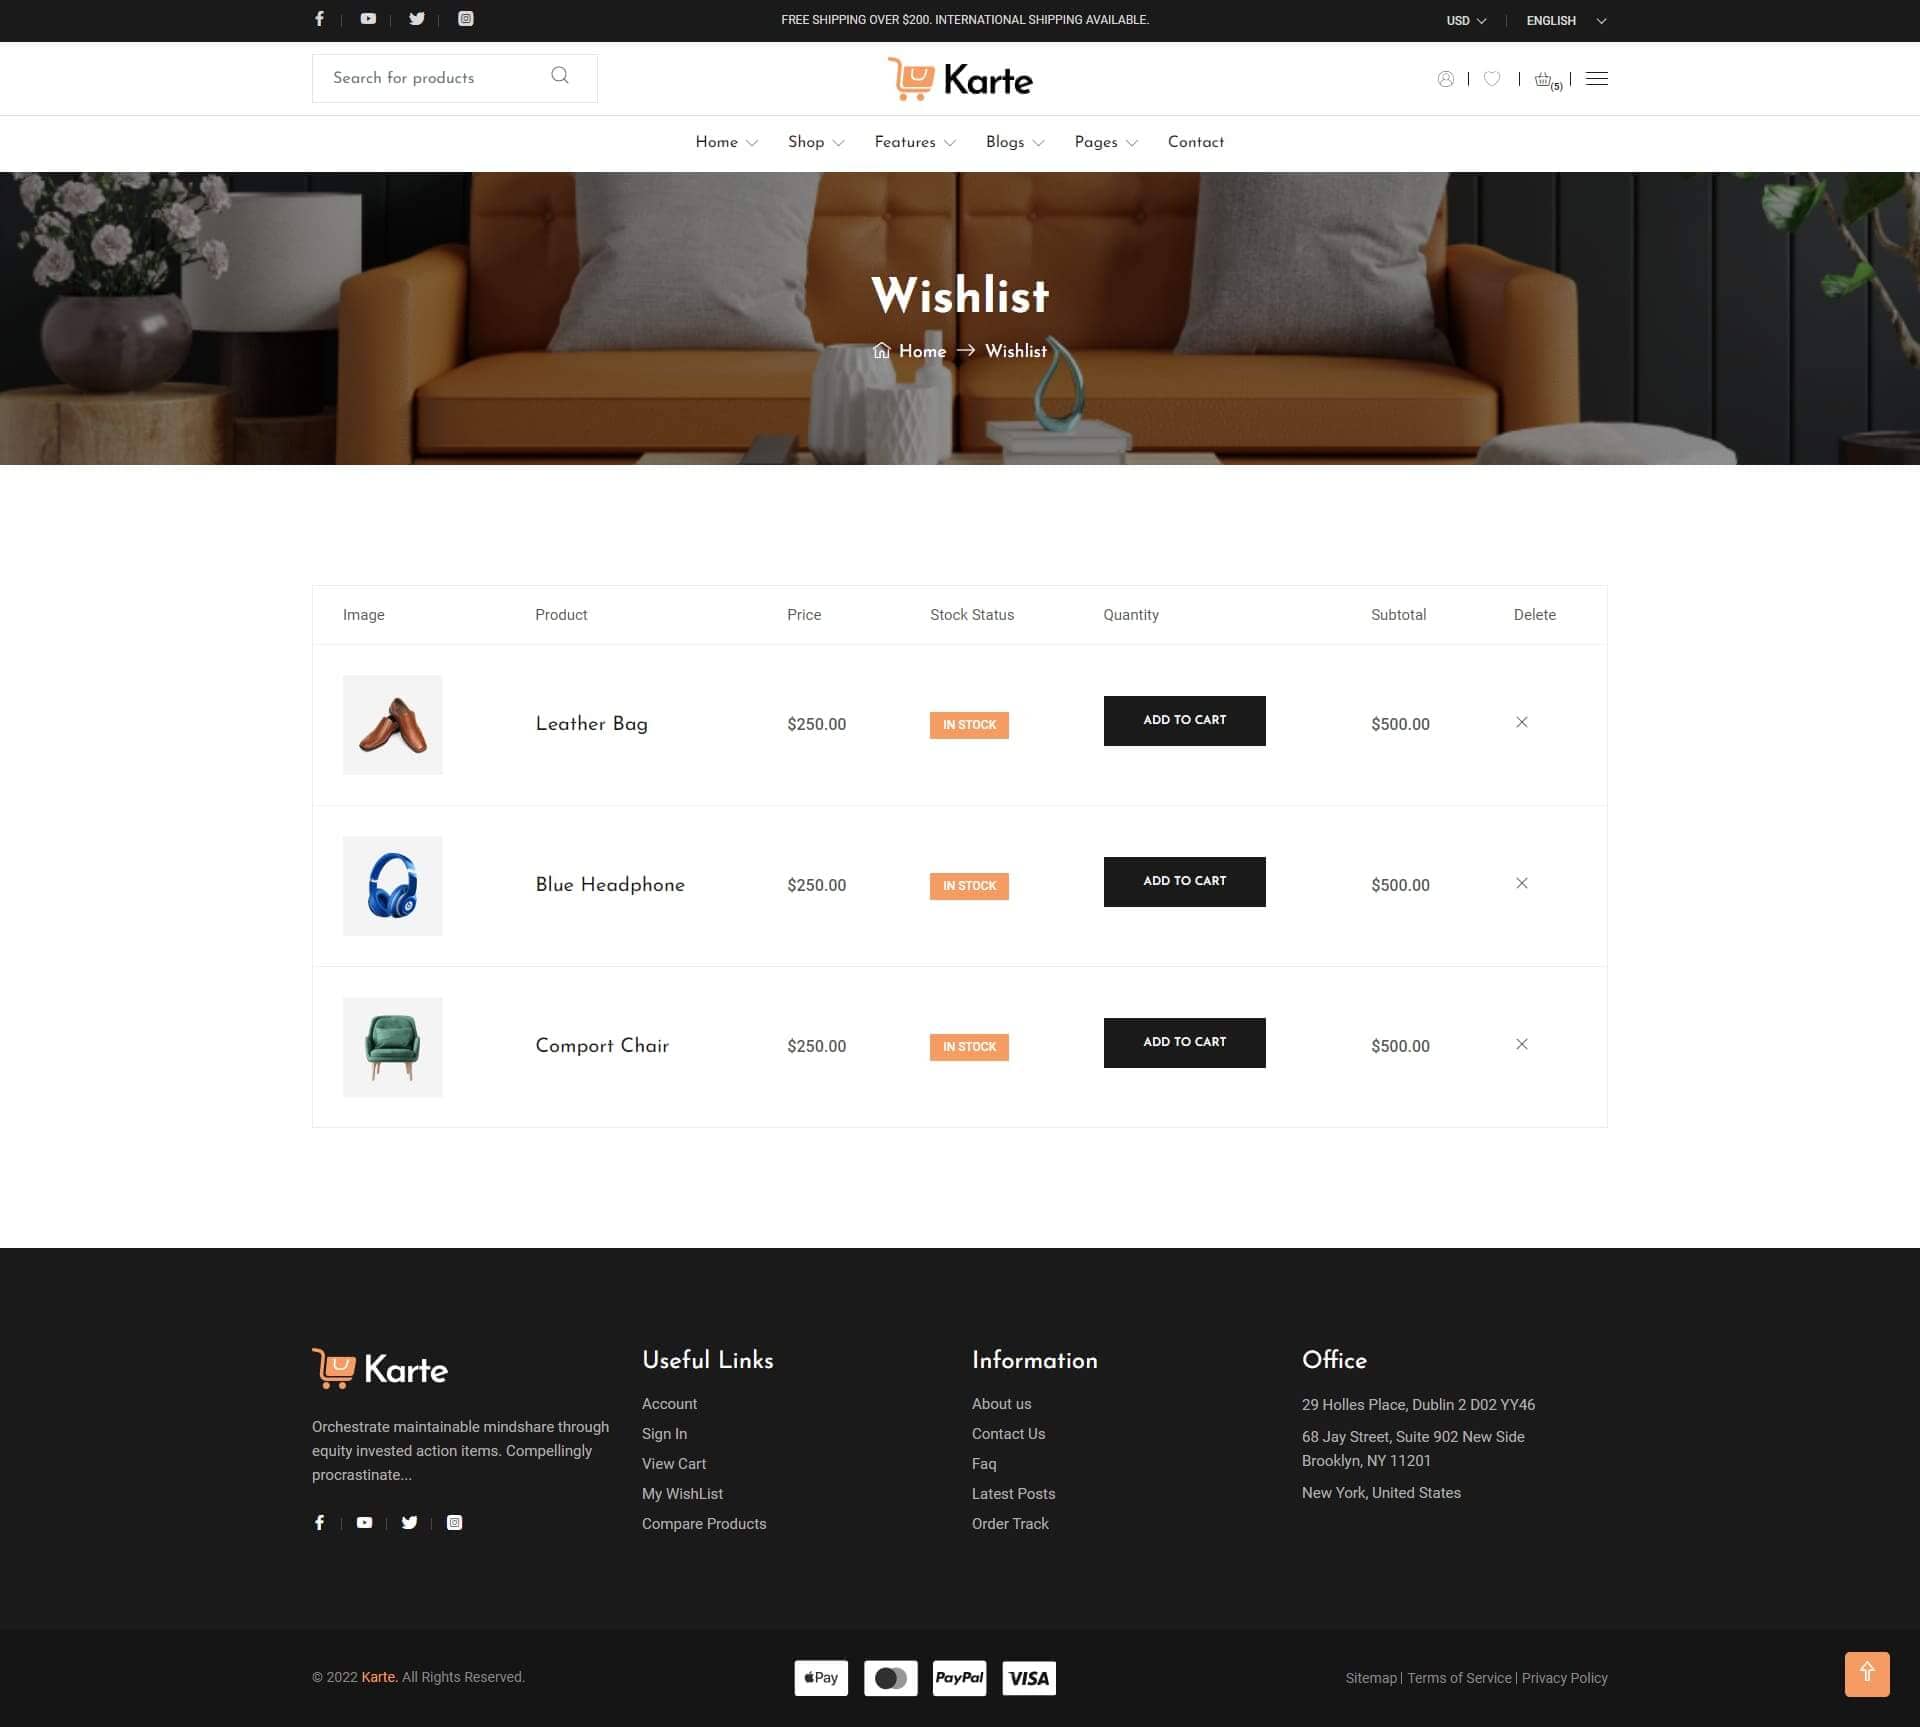 FREE SHIPPING OVER $200. INTERNATIONAL SHIPPING AVAILABLE.
USD
ENGLISH
Search for products
Karte
(5)
Home
Shop
Features
Blogs
Pages
Contact
Wishlist
Home
Wishlist
Image
Product
Price
Stock Status
Quantity
Subtotal
Delete
Leather Bag
$250.00
IN STOCK
ADD TO CART
$500.00
Blue Headphone
$250.00
IN STOCK
ADD TO CART
$500.00
Comport Chair
$250.00
IN STOCK
ADD TO CART
$500.00
Karte
Orchestrate maintainable mindshare through
equity invested action items. Compellingly
procrastinate...
Useful Links
Account
Sign In
View Cart
My WishList
Compare Products
Information
About us
Contact Us
Faq
Latest Posts
Order Track
Office
29 Holles Place, Dublin 2 D02 YY46
68 Jay Street, Suite 902 New Side
Brooklyn, NY 11201
New York, United States
© 2022 Karte. All Rights Reserved.
Pay
PayPal
VISA
Sitemap | Terms of Service | Privacy Policy